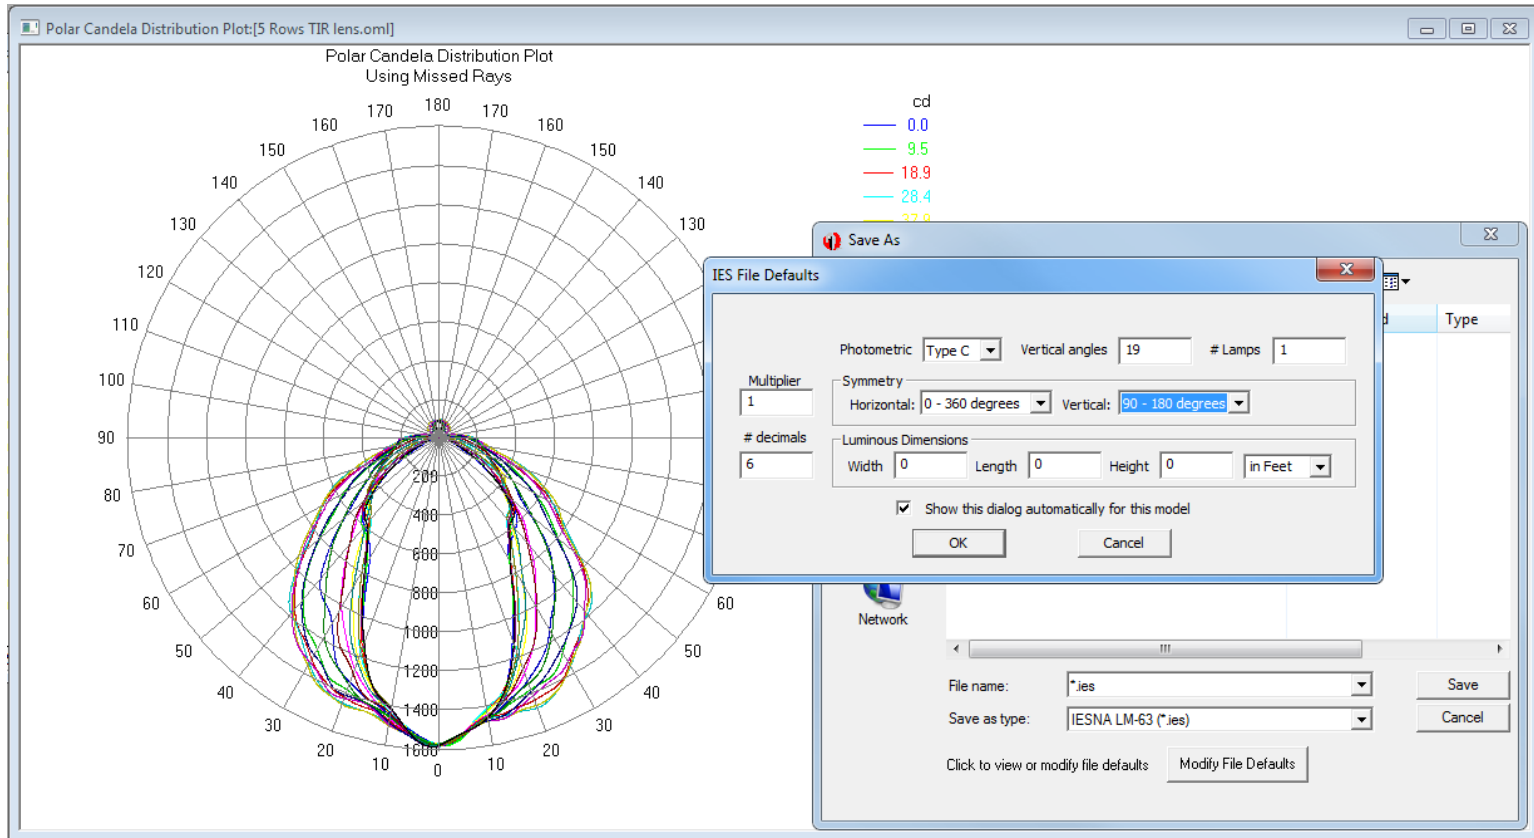 Polar Candela Distribution Plot:[5 Rows TIR lens.oml]
Polar Candela Distribution Plot
Using Missed Rays
180
170 170
160 160
150 150
140 140
130 130
120
110
100
90
80
70
60 60
50 50
40 40
30 30
20 20
10 10
0
200
400
600
800
1000
1200
1400
1600
cd
0.0
9.5
18.9
28.4
37.9
Save As
IES File Defaults
Photometric Type C Vertical angles 19 # Lamps 1
Multiplier
1
Symmetry
Horizontal: 0 - 360 degrees Vertical: 90 - 180 degrees
# decimals
6
Luminous Dimensions
Width 0 Length 0 Height 0 in Feet
Show this dialog automatically for this model
OK Cancel
d Type
Network
File name: *.ies Save
Save as type: IESNA LM-63 (*.ies) Cancel
Click to view or modify file defaults Modify File Defaults